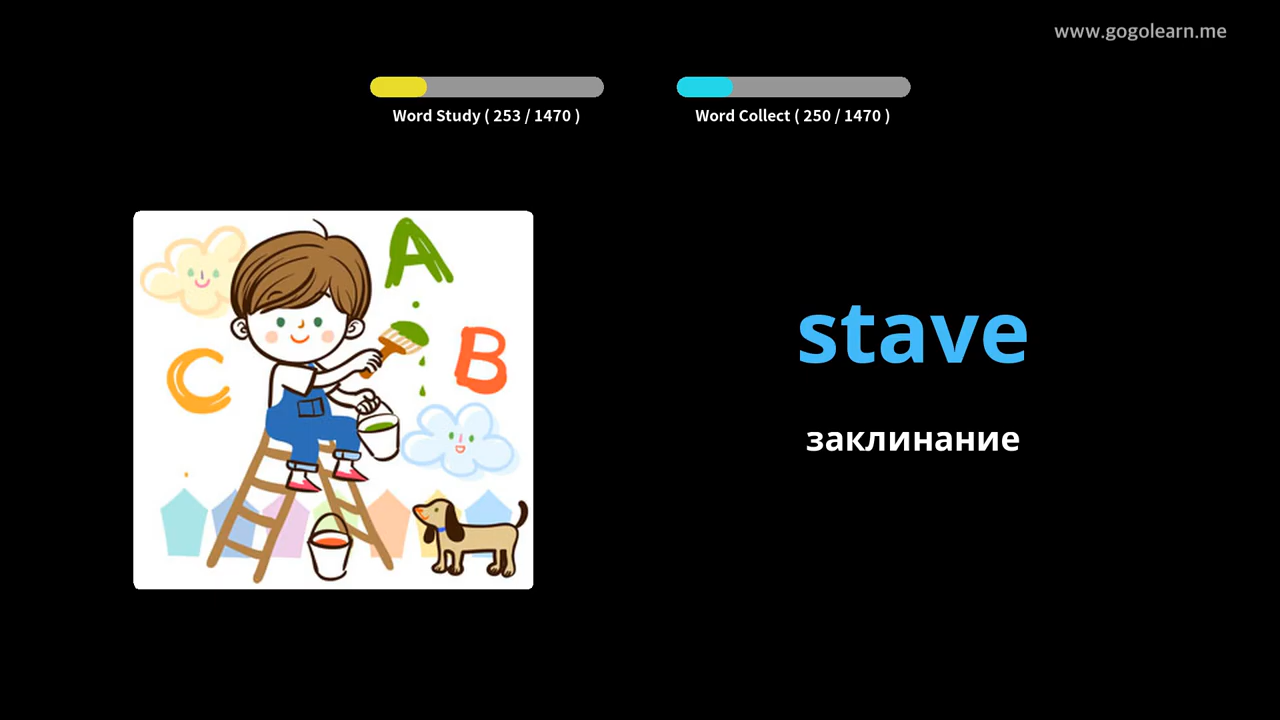 www.gogolearn.me
Word Study ( 253 / 1470 )
Word Collect ( 250 / 1470 )
A
B
C
stave
заклинание